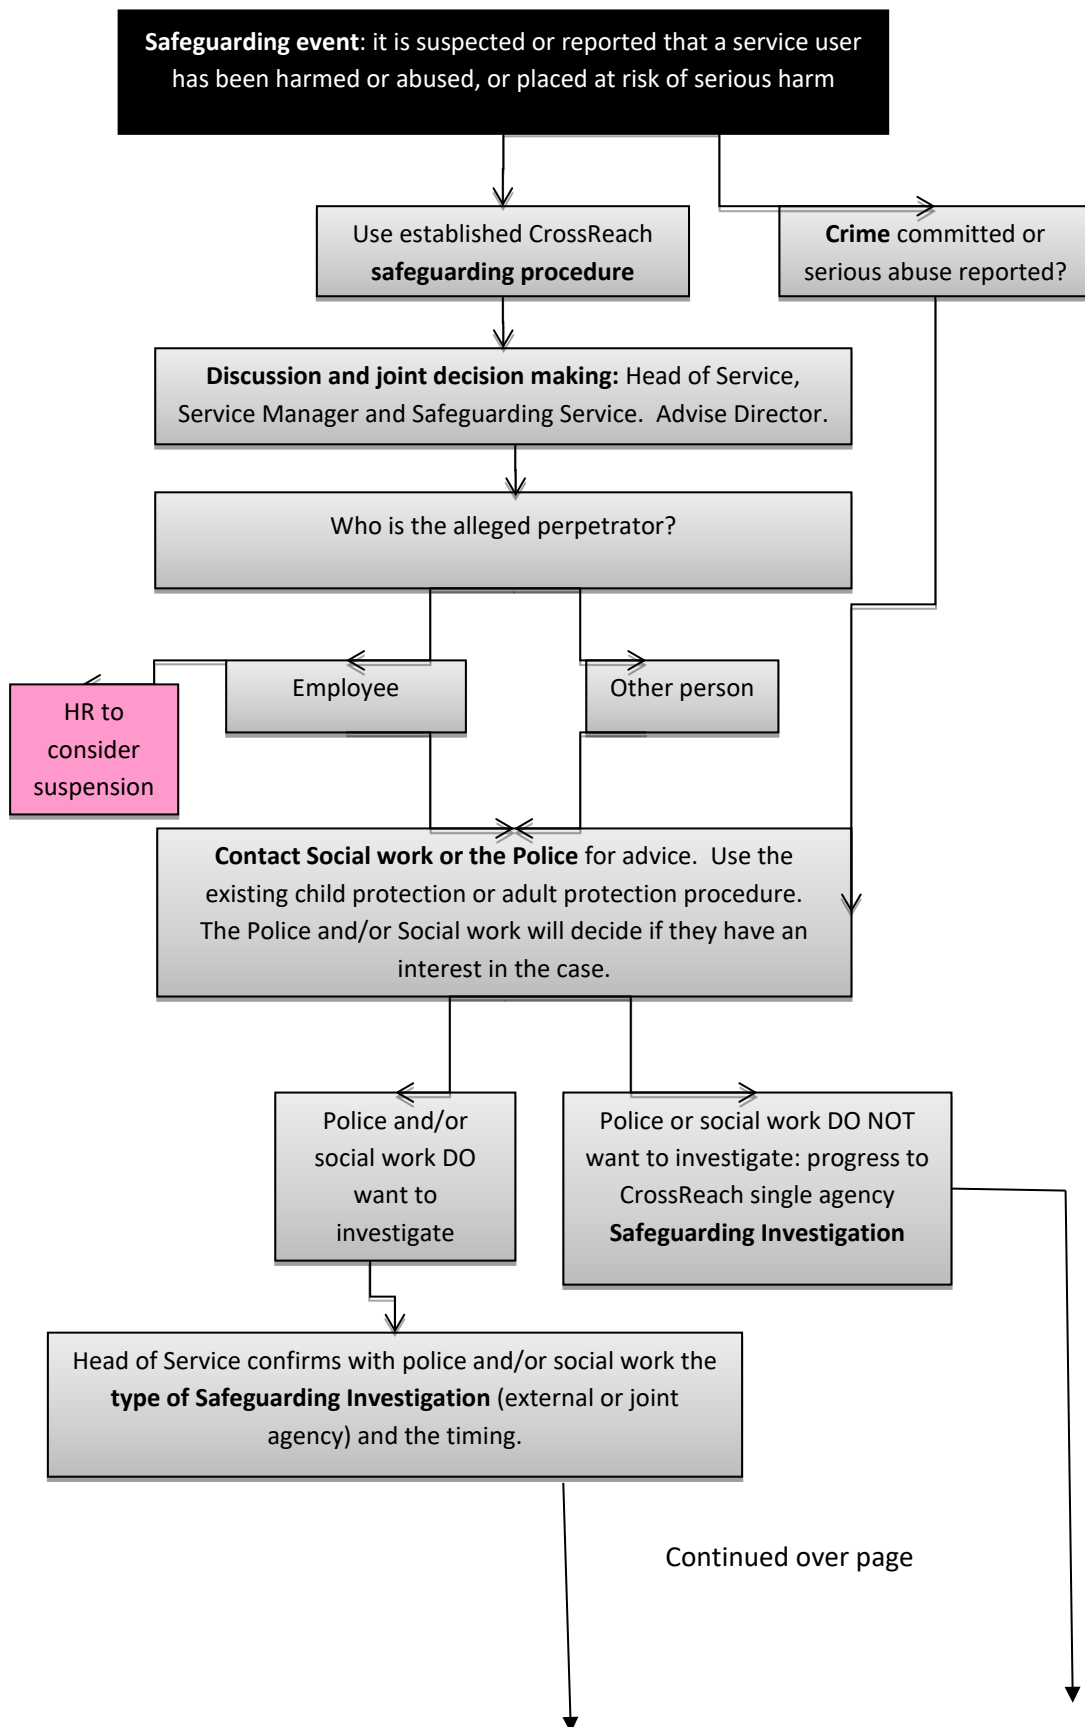 Safeguarding event: it is suspected or reported that a service user
has been harmed or abused, or placed at risk of serious harm
Use established CrossReach
safeguarding procedure
Crime committed or
serious abuse reported?
Discussion and joint decision making: Head of Service,
Service Manager and Safeguarding Service.  Advise Director.
Who is the alleged perpetrator?
Employee
Other person
HR to
consider
suspension
Contact Social work or the Police for advice.  Use the
existing child protection or adult protection procedure.
The Police and/or Social work will decide if they have an
interest in the case.
Police and/or
social work DO
want to
investigate
Police or social work DO NOT
want to investigate: progress to
CrossReach single agency
Safeguarding Investigation
Head of Service confirms with police and/or social work the
type of Safeguarding Investigation (external or joint
agency) and the timing.
Continued over page